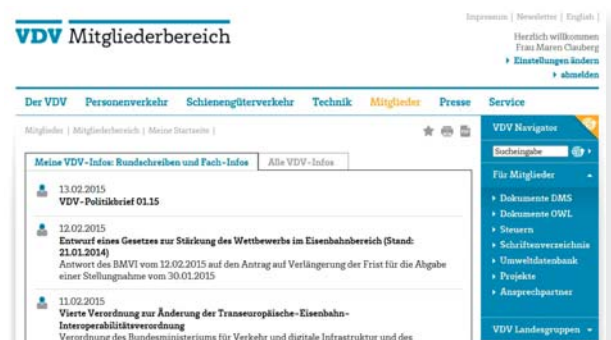 Impressum | Newsletter | English |
VDV Mitgliederbereich
Herzlich willkommen
Frau Maren Clauberg
Einstellungen ändern
abmelden
Der VDV Personenverkehr Schienengüterverkehr Technik Mitglieder Presse Service
Mitglieder | Mitgliederbereich | Meine Startseite |
Meine VDV-Infos: Rundschreiben und Fach-Infos
Alle VDV-Infos
13.02.2015
VDV-Politikbrief 01.15
12.02.2015
Entwurf eines Gesetzes zur Stärkung des Wettbewerbs im Eisenbahnbereich (Stand:
21.01.2014)
Antwort des BMVI vom 12.02.2015 auf den Antrag auf Verlängerung der Frist für die Abgabe
einer Stellungnahme vom 30.01.2015
11.02.2015
Vierte Verordnung zur Änderung der Transeuropäische-Eisenbahn-
Interoperabilitätsverordnung
Verordnung des Bundesministeriums für Verkehr und digitale Infrastruktur und des
VDV Navigator
Sucheingabe
Für Mitglieder
Dokumente DMS
Dokumente OWL
Steuern
Schriftenverzeichnis
Umweltdatenbank
Projekte
Ansprechpartner
VDV Landesgruppen